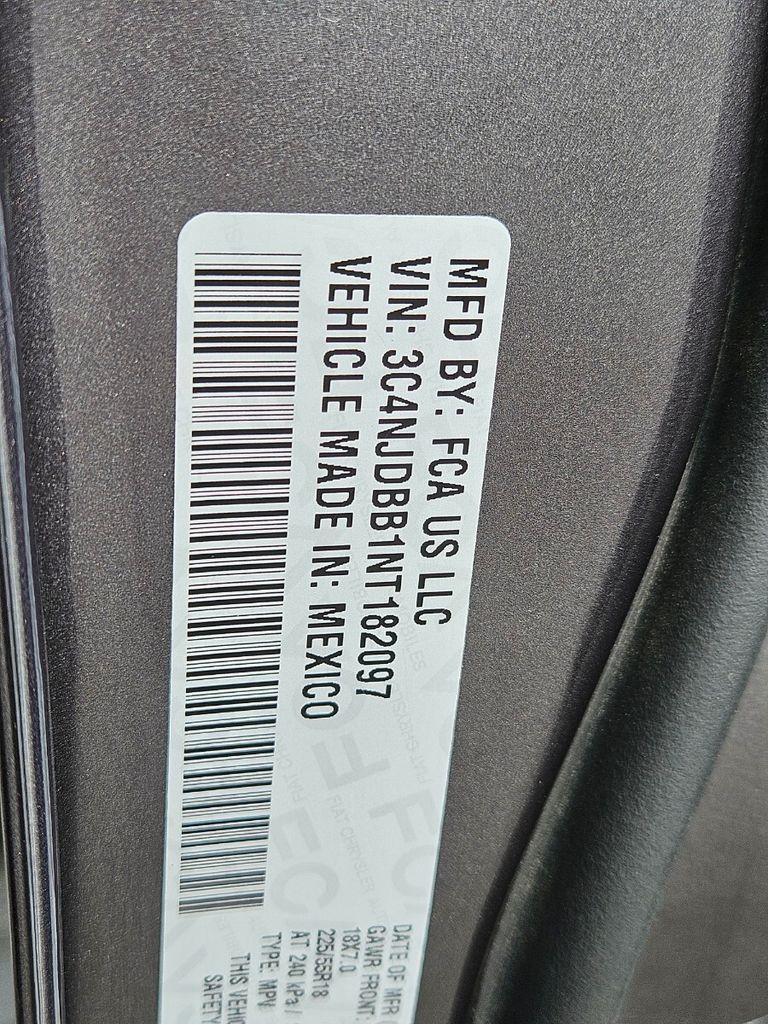 MFD BY: FCA US LLC
VIN: 3C4NJDBB1NT182097
VEHICLE MADE IN: MEXICO
DATE OF MFR
GAWR FRONT:
18X7.0
225/55R18
AT 240 kPa/
TYPE: MPV
THIS VEHIC
SAFETY